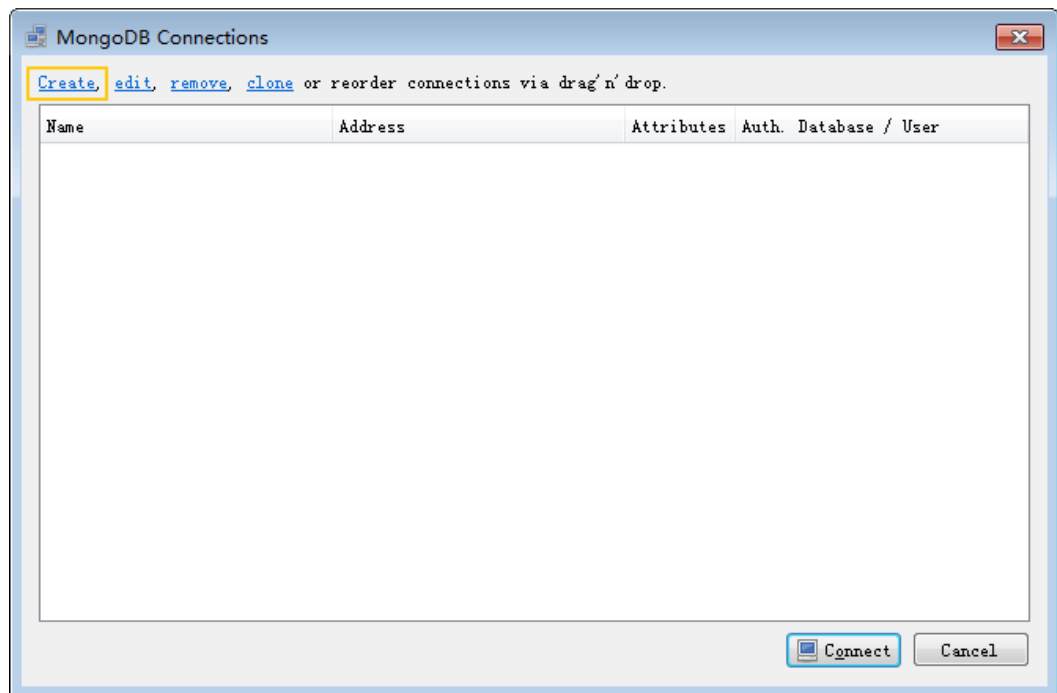 MongoDB Connections
Create, edit, remove, clone or reorder connections via drag'n'drop.
Name Address Attributes Auth. Database / User
Connect Cancel